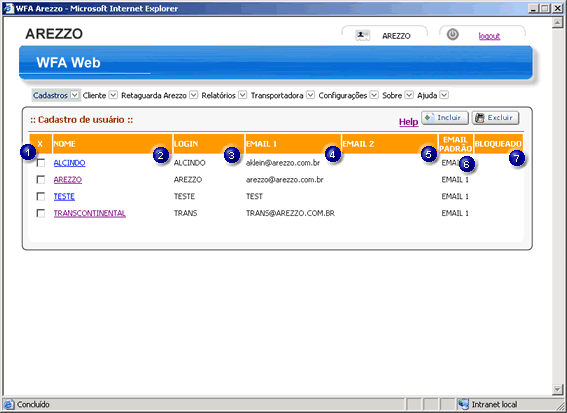 WFA Arezzo - Microsoft Internet Explorer
AREZZO AREZZO logout
WFA Web
Cadastros Cliente Retaguarda Arezzo Relatórios Transportadora Configurações Sobre Ajuda
:: Cadastro de usuário :: Help Incluir Excluir
X NOME LOGIN EMAIL 1 EMAIL 2 EMAIL PADRÃO BLOQUEADO
1 2 3 4 5 6 7
ALCINDO ALCINDO aklein@arezzo.com.br EMAIL
AREZZO AREZZO arezzo@arezzo.com.br EMAIL 1
TESTE TESTE TEST EMAIL 1
TRANSCONTINENTAL TRANS TRANS@AREZZO.COM.BR EMAIL 1
Concluído Intranet local